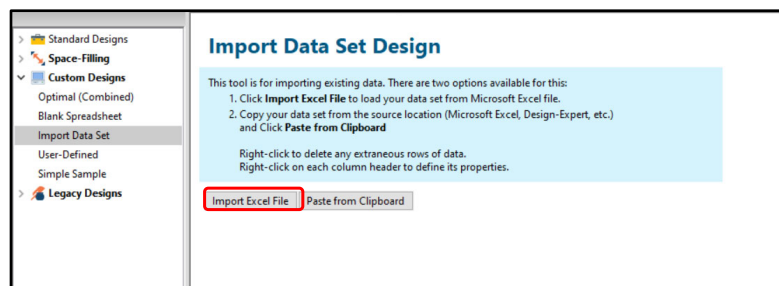 Standard Designs
Space-Filling
Custom Designs
Optimal (Combined)
Blank Spreadsheet
Import Data Set
User-Defined
Simple Sample
Legacy Designs
Import Data Set Design
This tool is for importing existing data. There are two options available for this:
1. Click Import Excel File to load your data set from Microsoft Excel file.
2. Copy your data set from the source location (Microsoft Excel, Design-Expert, etc.)
and Click Paste from Clipboard
Right-click to delete any extraneous rows of data.
Right-click on each column header to define its properties.
Import Excel File Paste from Clipboard